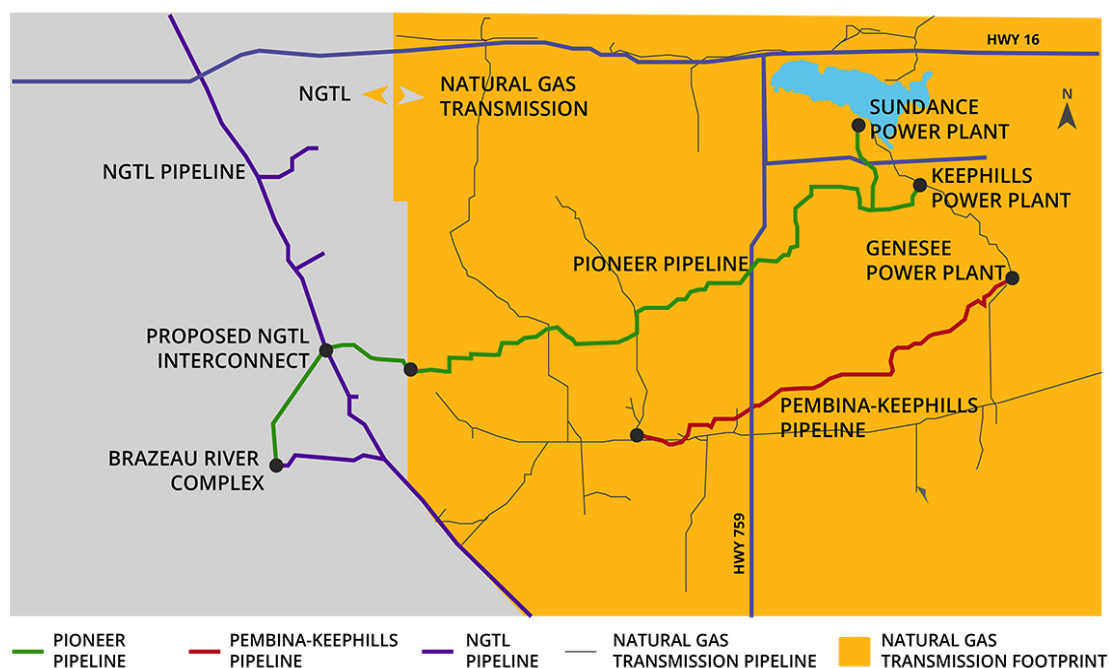 HWY 16
NGTL
NATURAL GAS
TRANSMISSION
N
SUNDANCE
POWER PLANT
NGTL PIPELINE
KEEPHILLS
POWER PLANT
GENESEE
POWER PLANT
PIONEER PIPELINE
PROPOSED NGTL
INTERCONNECT
PEMBINA-KEEPHILLS
PIPELINE
BRAZEAU RIVER
COMPLEX
HWY 759
PIONEER
PIPELINE
PEMBINA-KEEPHILLS
PIPELINE
NGTL
PIPELINE
NATURAL GAS
TRANSMISSION PIPELINE
NATURAL GAS
TRANSMISSION FOOTPRINT